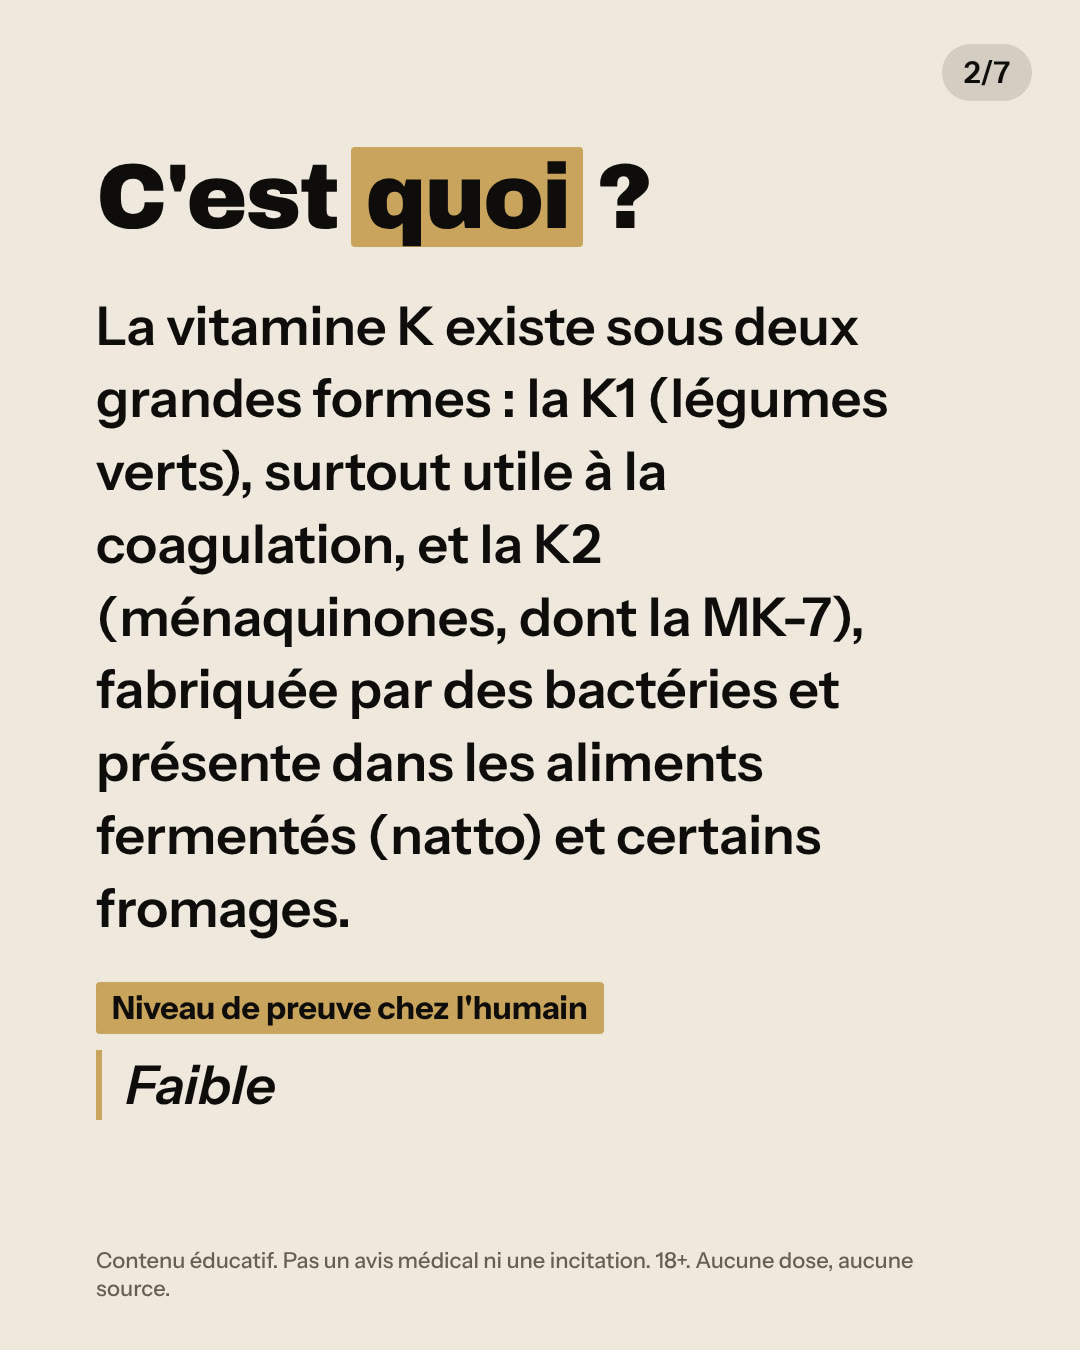 2/7
C'est quoi ?
La vitamine K existe sous deux
grandes formes : la K1 (légumes
verts), surtout utile à la
coagulation, et la K2
(ménaquinones, dont la MK-7),
fabriquée par des bactéries et
présente dans les aliments
fermentés (natto) et certains
fromages.
Niveau de preuve chez l'humain
Faible
Contenu éducatif. Pas un avis médical ni une incitation. 18+. Aucune dose, aucune
source.